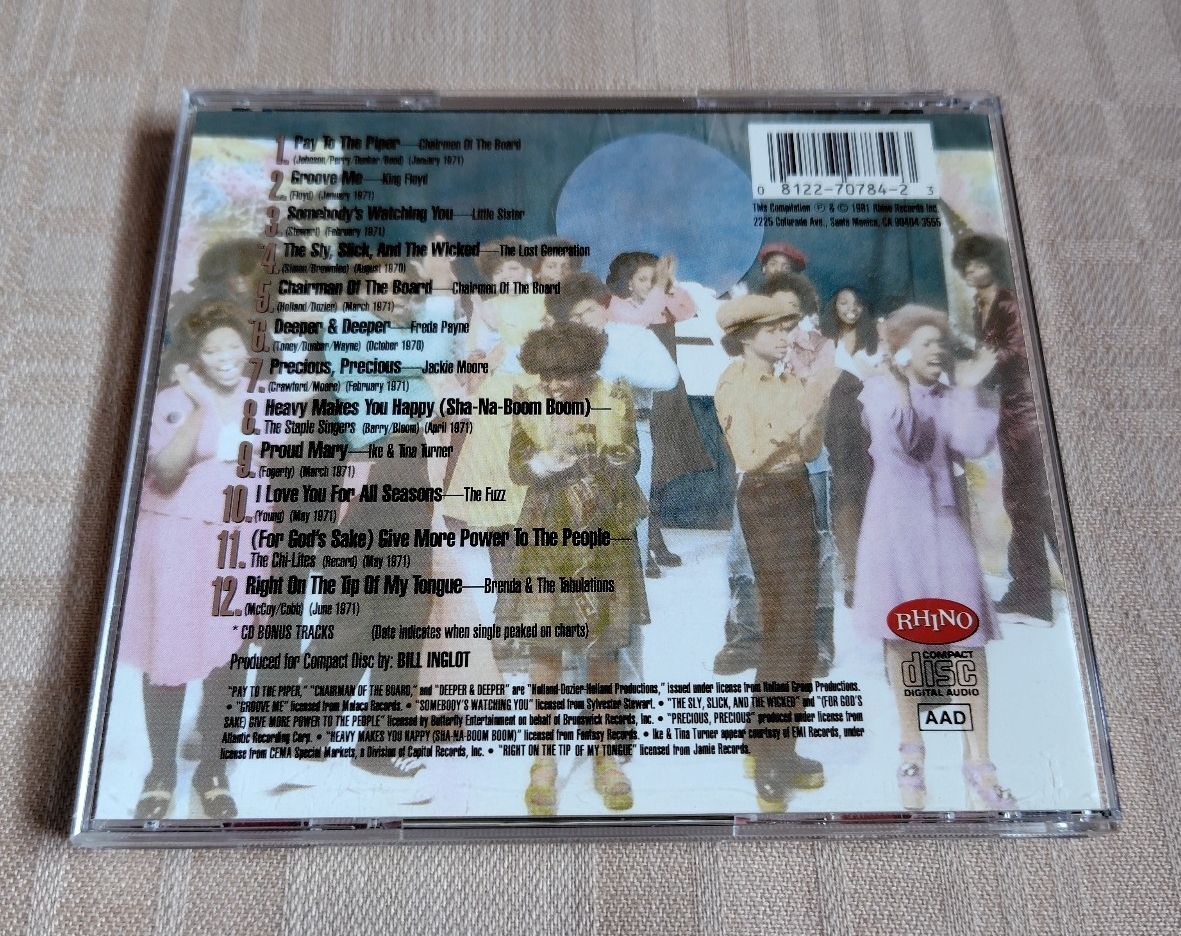 1. Pay To The Piper—Chairmen Of The Board
(Johnson/Perry/Dunbar/Bond) (January 1971)
2. Groove Me—King Floyd
(Floyd) (January 1971)
3. Somebody's Watching You—Little Sister
(Stewart) (February 1971)
4. The Sly, Slick, And The Wicked—The Lost Generation
(Simon/Brownlee) (August 1970)
5. Chairman Of The Board—Chairmen Of The Board
(Holland/Dozier) (March 1971)
6. Deeper & Deeper—Freda Payne
(Toney/Dunbar/Wayne) (October 1970)
7. Precious, Precious—Jackie Moore
(Crawford/Moore) (February 1971)
8. Heavy Makes You Happy (Sha-Na-Boom Boom)—
The Staple Singers (Barry/Bloom) (April 1971)
9. Proud Mary—Ike & Tina Turner
(Fogerty) (March 1971)
10. I Love You For All Seasons—The Fuzz
(Young) (May 1971)
11. (For God's Sake) Give More Power To The People—
The Chi-Lites (Record) (May 1971)
12. Right On The Tip Of My Tongue—Brenda & The Tabulations
(McCoy/Cobb) (June 1971)
* CD BONUS TRACKS (Date indicates when single peaked on charts)
Produced for Compact Disc by: BILL INGLOT
"PAY TO THE PIPER," "CHAIRMAN OF THE BOARD," and "DEEPER & DEEPER" are "Holland-Dozier-Holland Productions," issued under license from Holland Group Productions.
• "GROOVE ME" licensed from Malaco Records. • "SOMEBODY'S WATCHING YOU" licensed from Sylvester Stewart. • "THE SLY, SLICK, AND THE WICKED" and "(FOR GOD'S
SAKE) GIVE MORE POWER TO THE PEOPLE" licensed by Butterfly Entertainment on behalf of Brunswick Records, Inc. • "PRECIOUS, PRECIOUS" produced under license from
Atlantic Recording Corp. • "HEAVY MAKES YOU HAPPY (SHA-NA-BOOM BOOM)" licensed from Fantasy Records. • Ike & Tina Turner appear courtesy of EMI Records, under
license from CEMA Special Markets, a Division of Capitol Records, Inc. • "RIGHT ON THE TIP OF MY TONGUE" licensed from Jamie Records.
0 8122-70784-2 3
This Compilation ℗ & © 1991 Rhino Records Inc.
2225 Colorado Ave., Santa Monica, CA 90404-3555
RHINO
COMPACT
disc
DIGITAL AUDIO
AAD